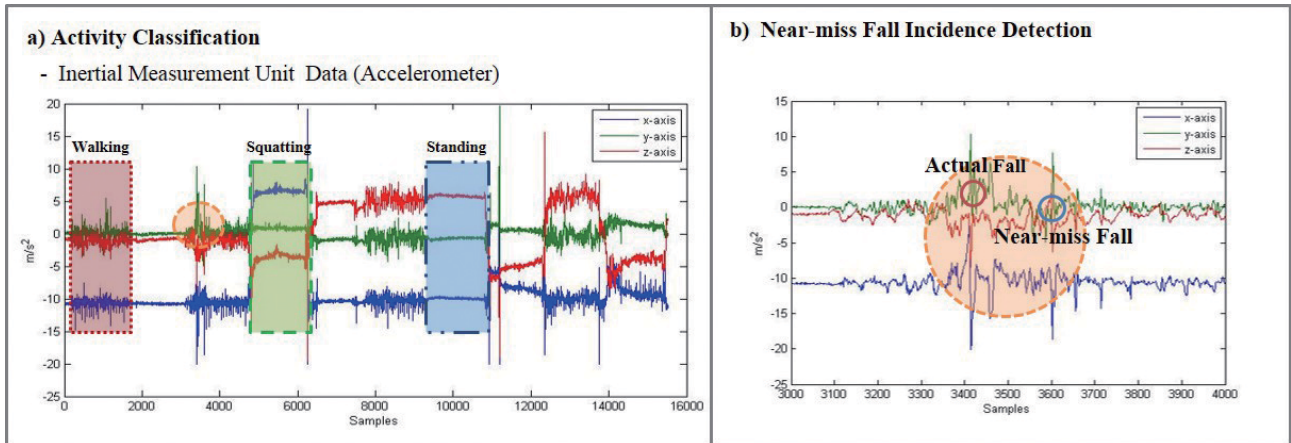 a) Activity Classification
- Inertial Measurement Unit Data (Accelerometer)
20
15
10
5
0
-5
-10
-15
-20
-25
m/s²
Walking
Squatting
Standing
x-axis
y-axis
z-axis
0 2000 4000 6000 8000 10000 12000 14000 16000
Samples
b) Near-miss Fall Incidence Detection
15
10
5
0
-5
-10
-15
-20
-25
m/s²
x-axis
y-axis
z-axis
Actual Fall
Near-miss Fall
3000 3100 3200 3300 3400 3500 3600 3700 3800 3900 4000
Samples